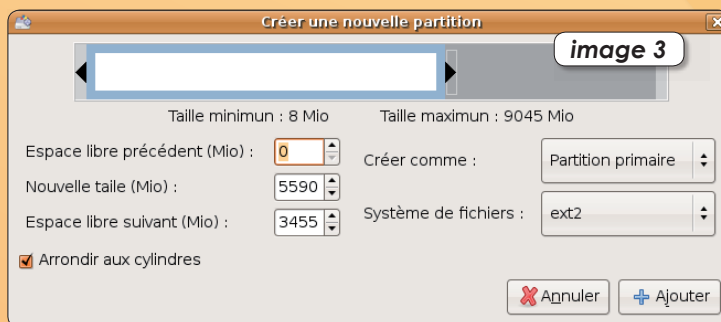 Créer une nouvelle partition
image 3
Taille minimun : 8 Mio Taille maximun : 9045 Mio
Espace libre précédent (Mio) : 0
Créer comme : Partition primaire
Nouvelle taile (Mio) : 5590
Système de fichiers : ext2
Espace libre suivant (Mio) : 3455
Arrondir aux cylindres
Annuler Ajouter